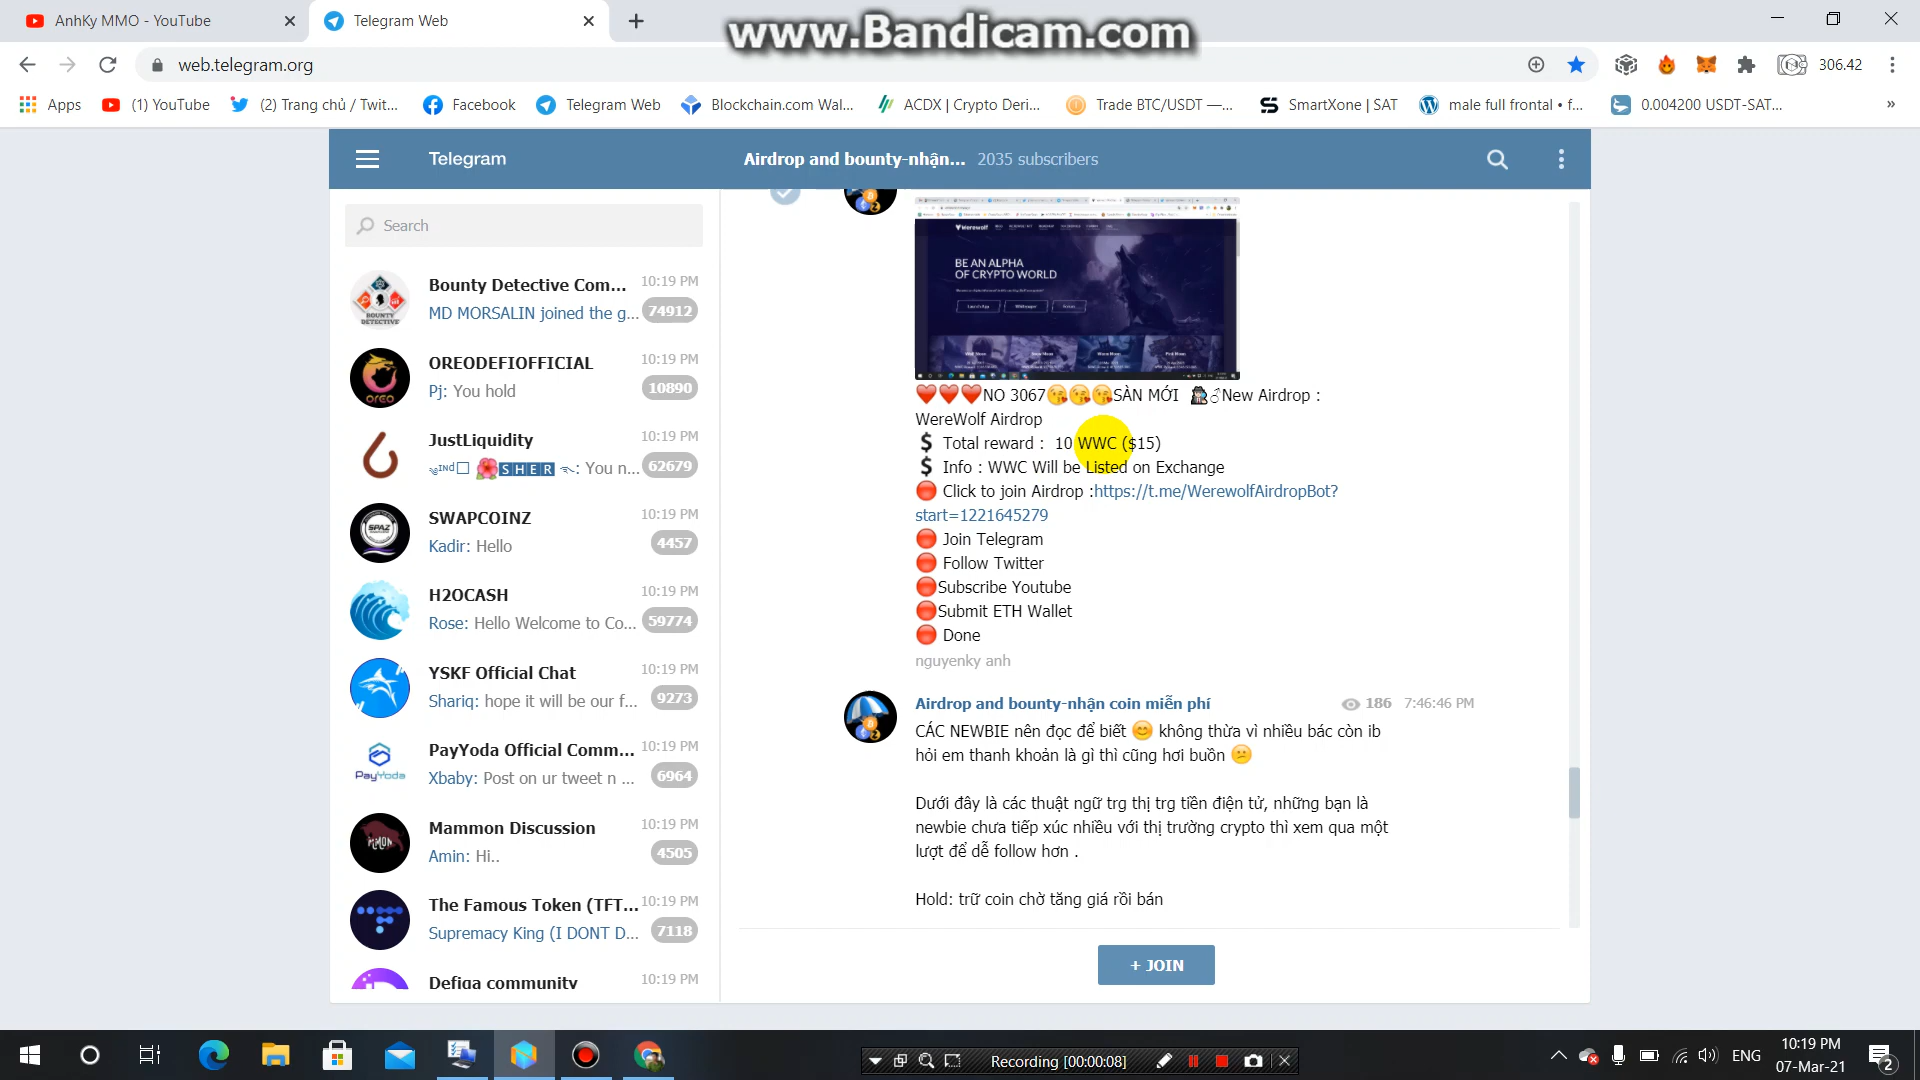 AnhKy MMO - YouTube
Telegram Web
www.Bandicam.com
web.telegram.org
306.42
Apps
(1) YouTube
(2) Trang chủ / Twit...
Facebook
Telegram Web
Blockchain.com Wal...
ACDX | Crypto Deri...
Trade BTC/USDT —...
SmartXone | SAT
male full frontal • f...
0.004200 USDT-SAT...
»
Telegram
Airdrop and bounty-nhận...
2035 subscribers
Search
Bounty Detective Com...
10:19 PM
MD MORSALIN joined the g...
74912
BOUNTY
DETECTIVE
OREODEFIOFFICIAL
10:19 PM
Pj: You hold
10890
OREO
JustLiquidity
10:19 PM
SHER
: You n...
62679
SWAPCOINZ
10:19 PM
Kadir: Hello
4457
SPAZ
H2OCASH
10:19 PM
Rose: Hello Welcome to Co...
59774
YSKF Official Chat
10:19 PM
Shariq: hope it will be our f...
9273
PayYoda Official Comm...
10:19 PM
Xbaby: Post on ur tweet n ...
6964
PayYoda
Mammon Discussion
10:19 PM
Amin: Hi..
4505
The Famous Token (TFT...
10:19 PM
Supremacy King (I DONT D...
7118
Defiga community
10:19 PM
Werewolf
BE AN ALPHA
OF CRYPTO WORLD
❤️❤️❤️NO 3067😘😘😘SÀN MỚI 🕵️♂New Airdrop :
WereWolf Airdrop
💲 Total reward : 10 WWC ($15)
💲 Info : WWC Will be Listed on Exchange
🔴 Click to join Airdrop :https://t.me/WerewolfAirdropBot?
start=1221645279
🔴 Join Telegram
🔴 Follow Twitter
🔴Subscribe Youtube
🔴Submit ETH Wallet
🔴 Done
nguyenky anh
Airdrop and bounty-nhận coin miễn phí
186 7:46:46 PM
CÁC NEWBIE nên đọc để biết 😊 không thừa vì nhiều bác còn ib
hỏi em thanh khoản là gì thì cũng hơi buồn 😕
Dưới đây là các thuật ngữ trg thị trg tiền điện tử, những bạn là
newbie chưa tiếp xúc nhiều với thị trường crypto thì xem qua một
lượt để dễ follow hơn .
Hold: trữ coin chờ tăng giá rồi bán
+ JOIN
Recording [00:00:08]
ENG
10:19 PM
07-Mar-21
2